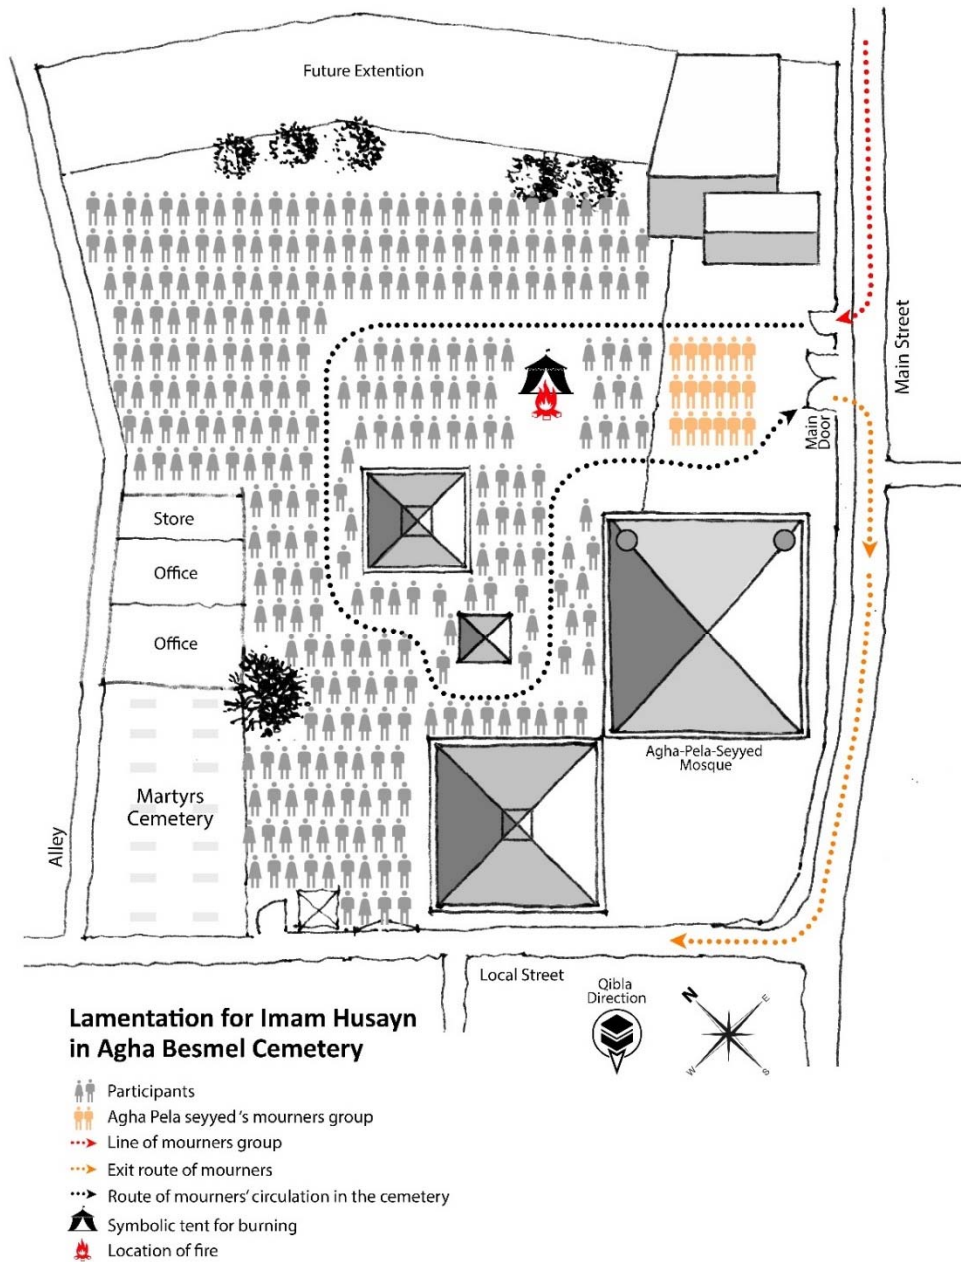 Future Extention
Main Street
Main
Door
Store
Office
Office
Agha-Pela-Seyyed
Mosque
Martyrs
Cemetery
Alley
Local Street
Qibla
Direction
N
E
W
S
Lamentation for Imam Husayn
in Agha Besmel Cemetery
Participants
Agha Pela seyyed's mourners group
Line of mourners group
Exit route of mourners
Route of mourners' circulation in the cemetery
Symbolic tent for burning
Location of fire